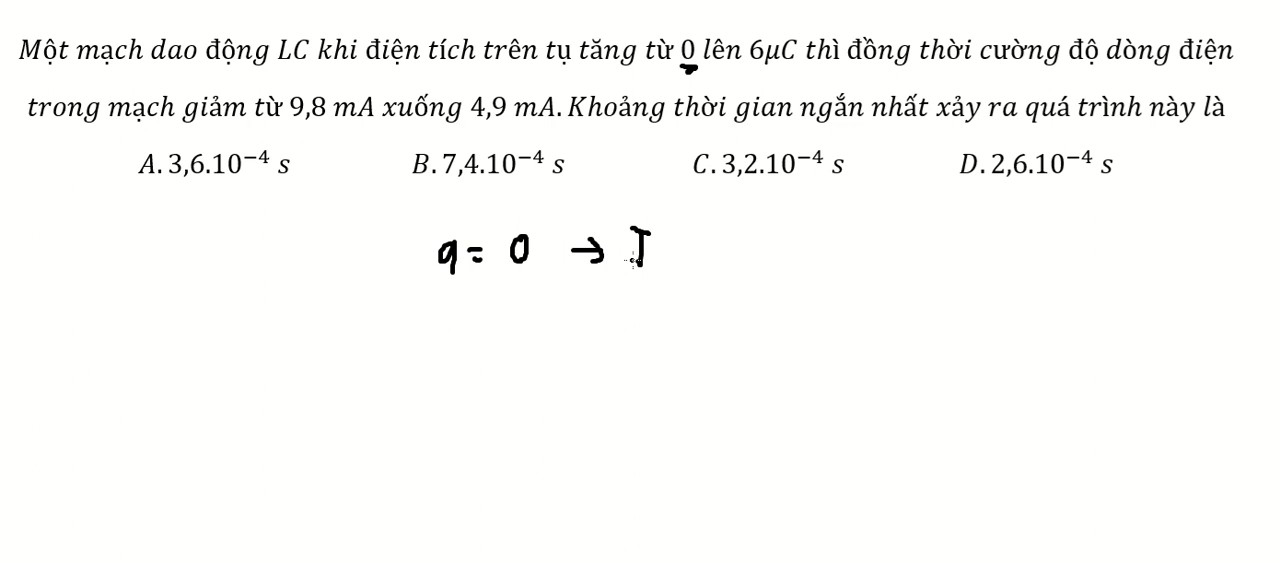 Một mạch dao động LC khi điện tích trên tụ tăng từ 0 lên 6μC thì đồng thời cường độ dòng điện
trong mạch giảm từ 9,8 mA xuống 4,9 mA. Khoảng thời gian ngắn nhất xảy ra quá trình này là
A. 3,6.10⁻⁴ s B. 7,4.10⁻⁴ s C. 3,2.10⁻⁴ s D. 2,6.10⁻⁴ s
q = 0 → I